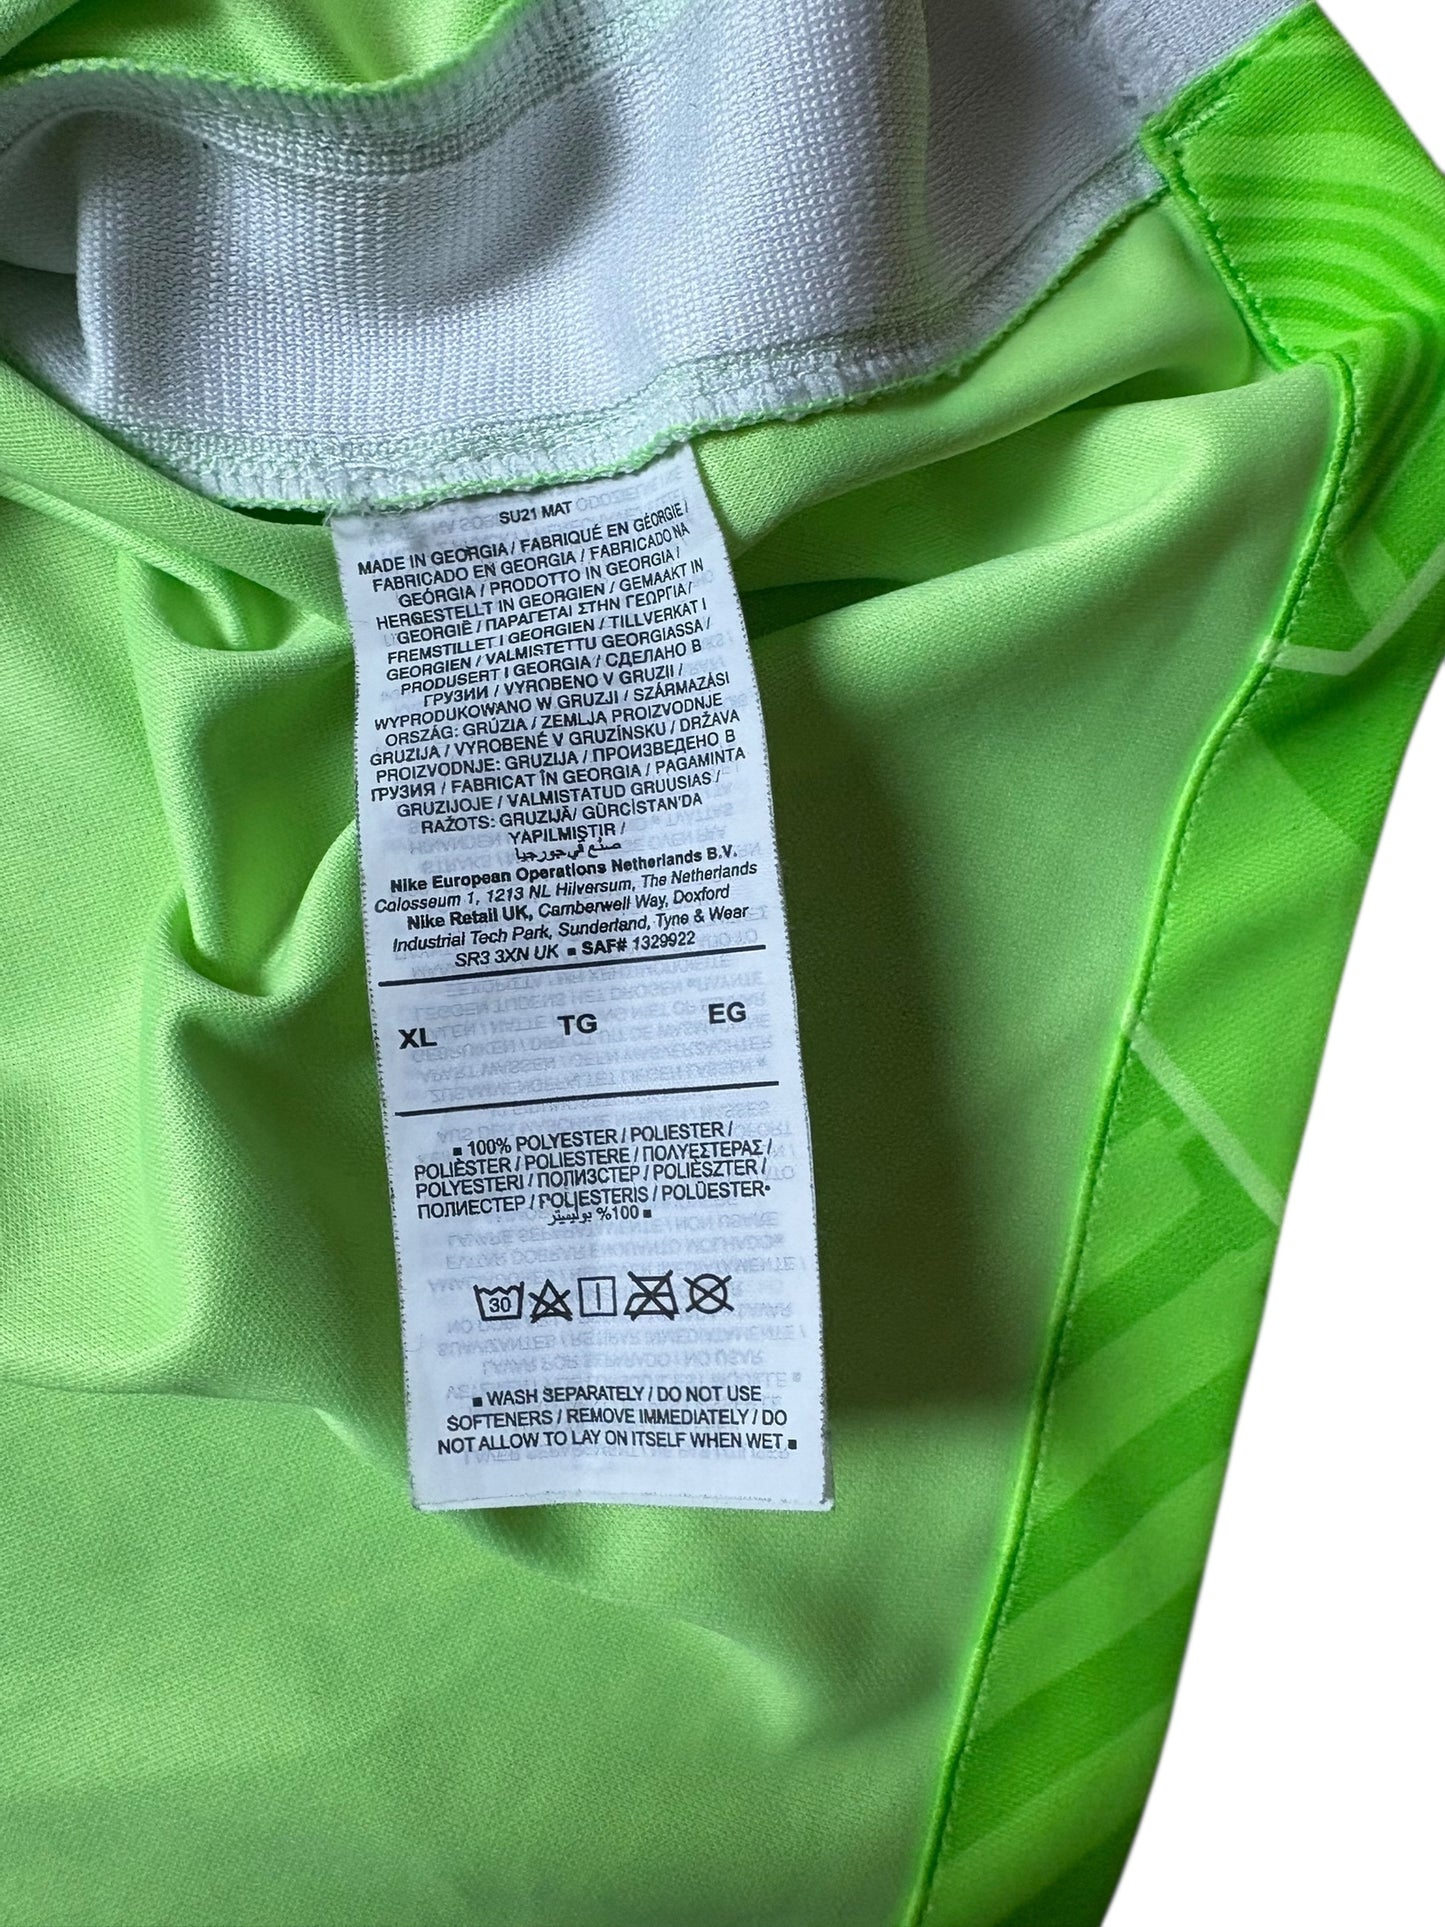 SU21 MAT
MADE IN GEORGIA / FABRIQUÉ EN GÉORGIE /
FABRICADO EN GEORGIA / FABRICADO NA
GEÓRGIA / PRODOTTO IN GEORGIA /
HERGESTELLT IN GEORGIEN / GEMAAKT IN
GEORGIË / ΠΑΡΑΓΕΤΑΙ ΣΤΗΝ ΓΕΩΡΓΙΑ /
FREMSTILLET I GEORGIEN / TILLVERKAT I
GEORGIEN / VALMISTETTU GEORGIASSA /
PRODUSERT I GEORGIA / СДЕЛАНО В
ГРУЗИИ / VYROBENO V GRUZII /
WYPRODUKOWANO W GRUZJI / SZÁRMAZÁSI
ORSZÁG: GRÚZIA / ZEMLJA PROIZVODNJE
GRUZIJA / VYROBENÉ V GRUZÍNSKU / DRŽAVA
PROIZVODNJE: GRUZIJA / ПРОИЗВЕДЕНО В
ГРУЗИЯ / FABRICAT ÎN GEORGIA / PAGAMINTA
GRUZIJOJE / VALMISTATUD GRUUSIAS /
RAŽOTS: GRUZIJĀ/ GÜRCİSTAN'DA
YAPILMIŞTIR /
صنع في جورجيا
Nike European Operations Netherlands B.V.
Colosseum 1, 1213 NL Hilversum, The Netherlands
Nike Retail UK, Camberwell Way, Doxford
Industrial Tech Park, Sunderland, Tyne & Wear
SR3 3XN UK ■ SAF# 1329922
XL TG EG
■ 100% POLYESTER / POLIESTER /
POLIÈSTER / POLIESTERE / ΠΟΛΥΕΣΤΕΡΑΣ /
POLYESTERI / ПОЛИЭСТЕР / POLIÉSZTER /
ПОЛИЕСТЕР / POLIESTERIS / POLÜESTER•
100% بوليستر ■
30
■ WASH SEPARATELY / DO NOT USE
SOFTENERS / REMOVE IMMEDIATELY / DO
NOT ALLOW TO LAY ON ITSELF WHEN WET ■